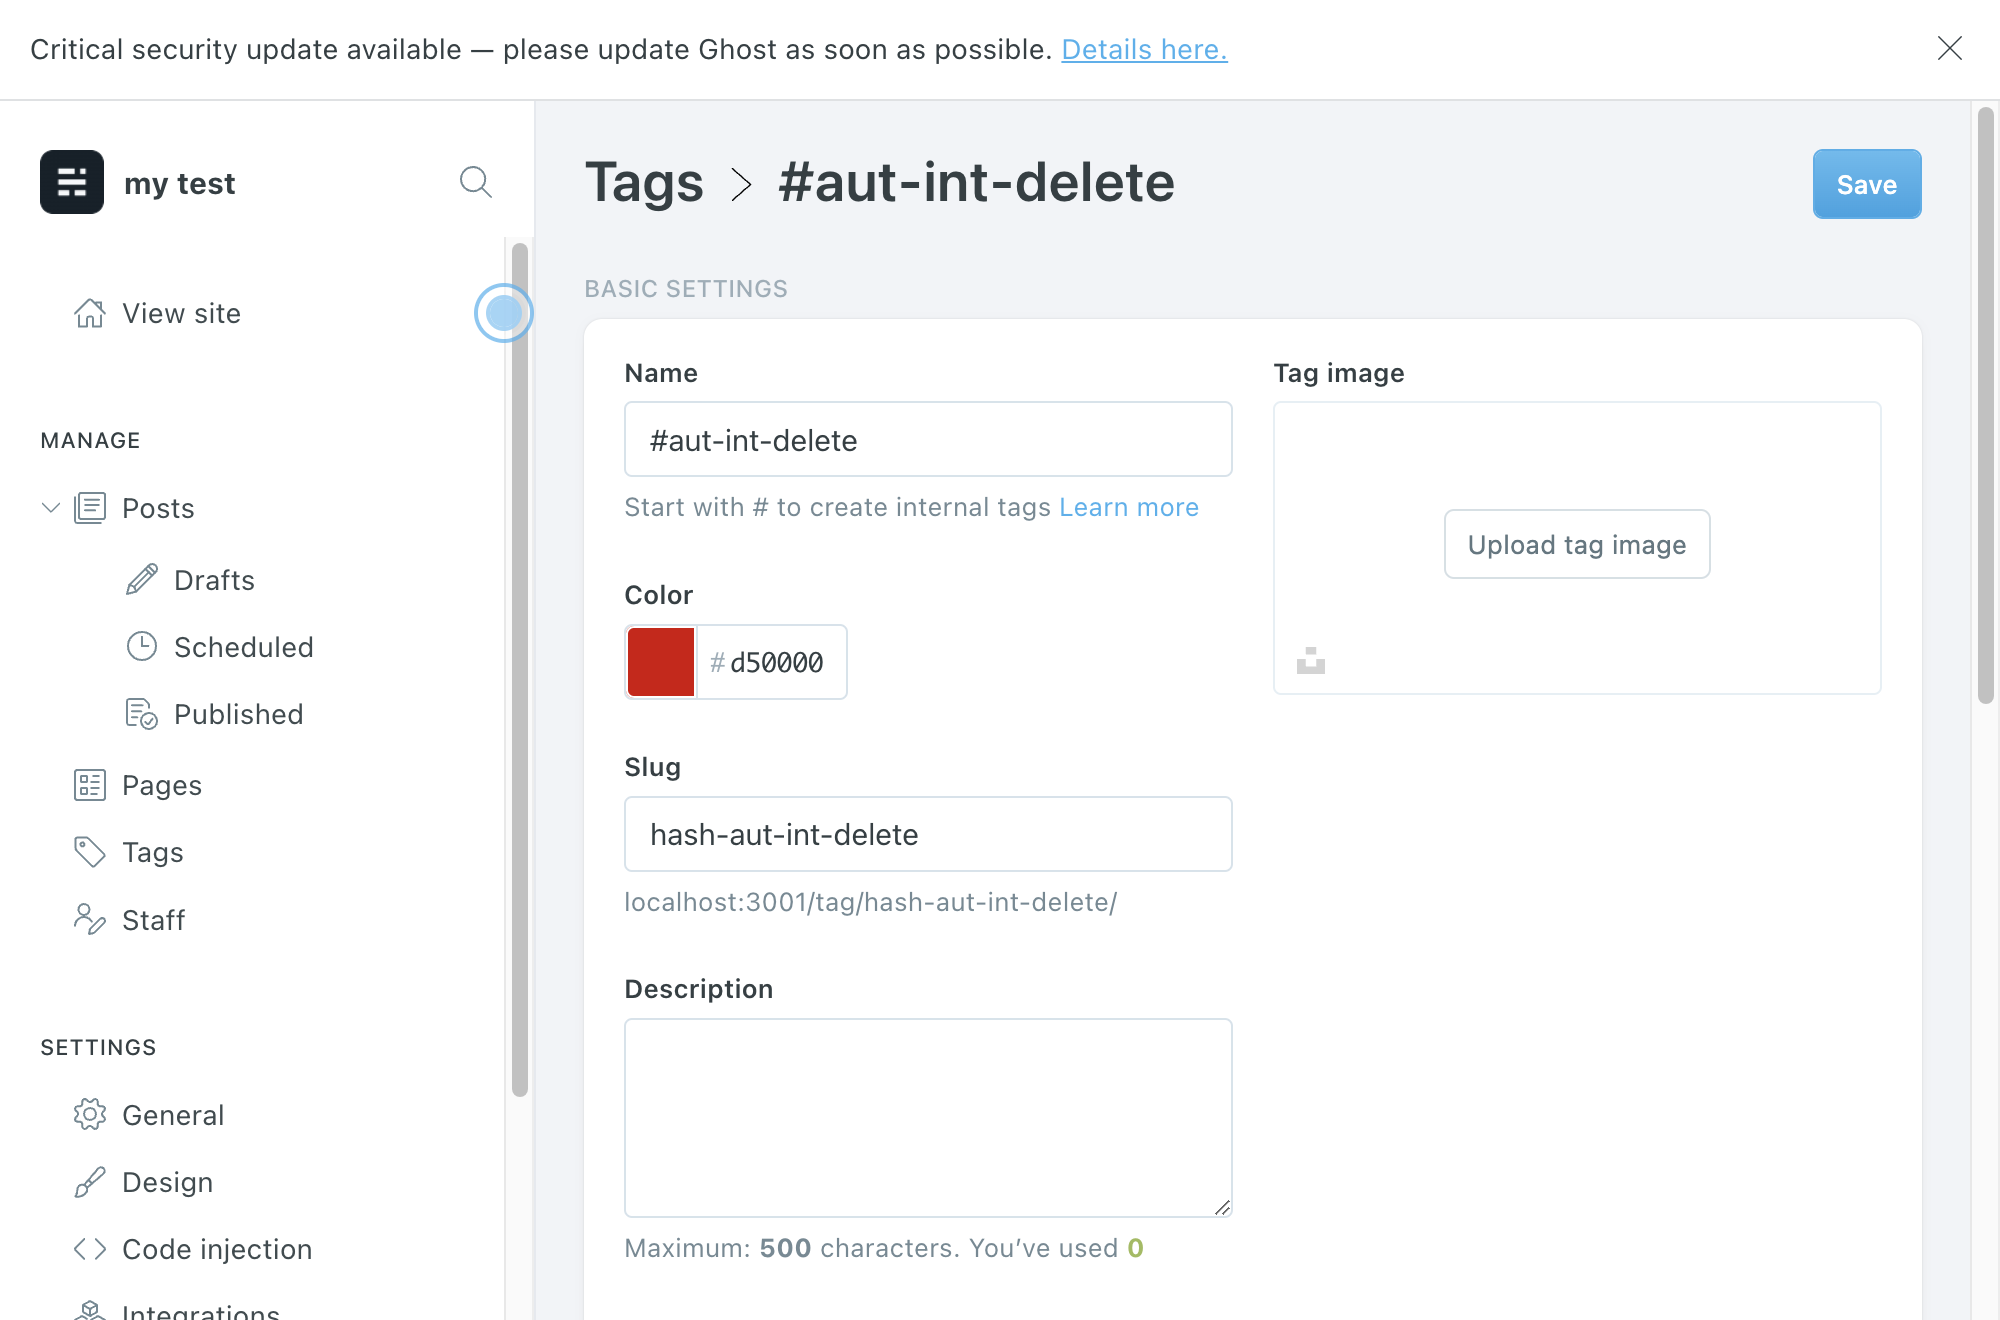 Critical security update available — please update Ghost as soon as possible. Details here.
my test
View site
MANAGE
Posts
Drafts
Scheduled
Published
Pages
Tags
Staff
SETTINGS
General
Design
Code injection
Integrations
Tags > #aut-int-delete
Save
BASIC SETTINGS
Name
#aut-int-delete
Start with # to create internal tags Learn more
Color
# d50000
Slug
hash-aut-int-delete
localhost:3001/tag/hash-aut-int-delete/
Description
Maximum: 500 characters. You’ve used 0
Tag image
Upload tag image